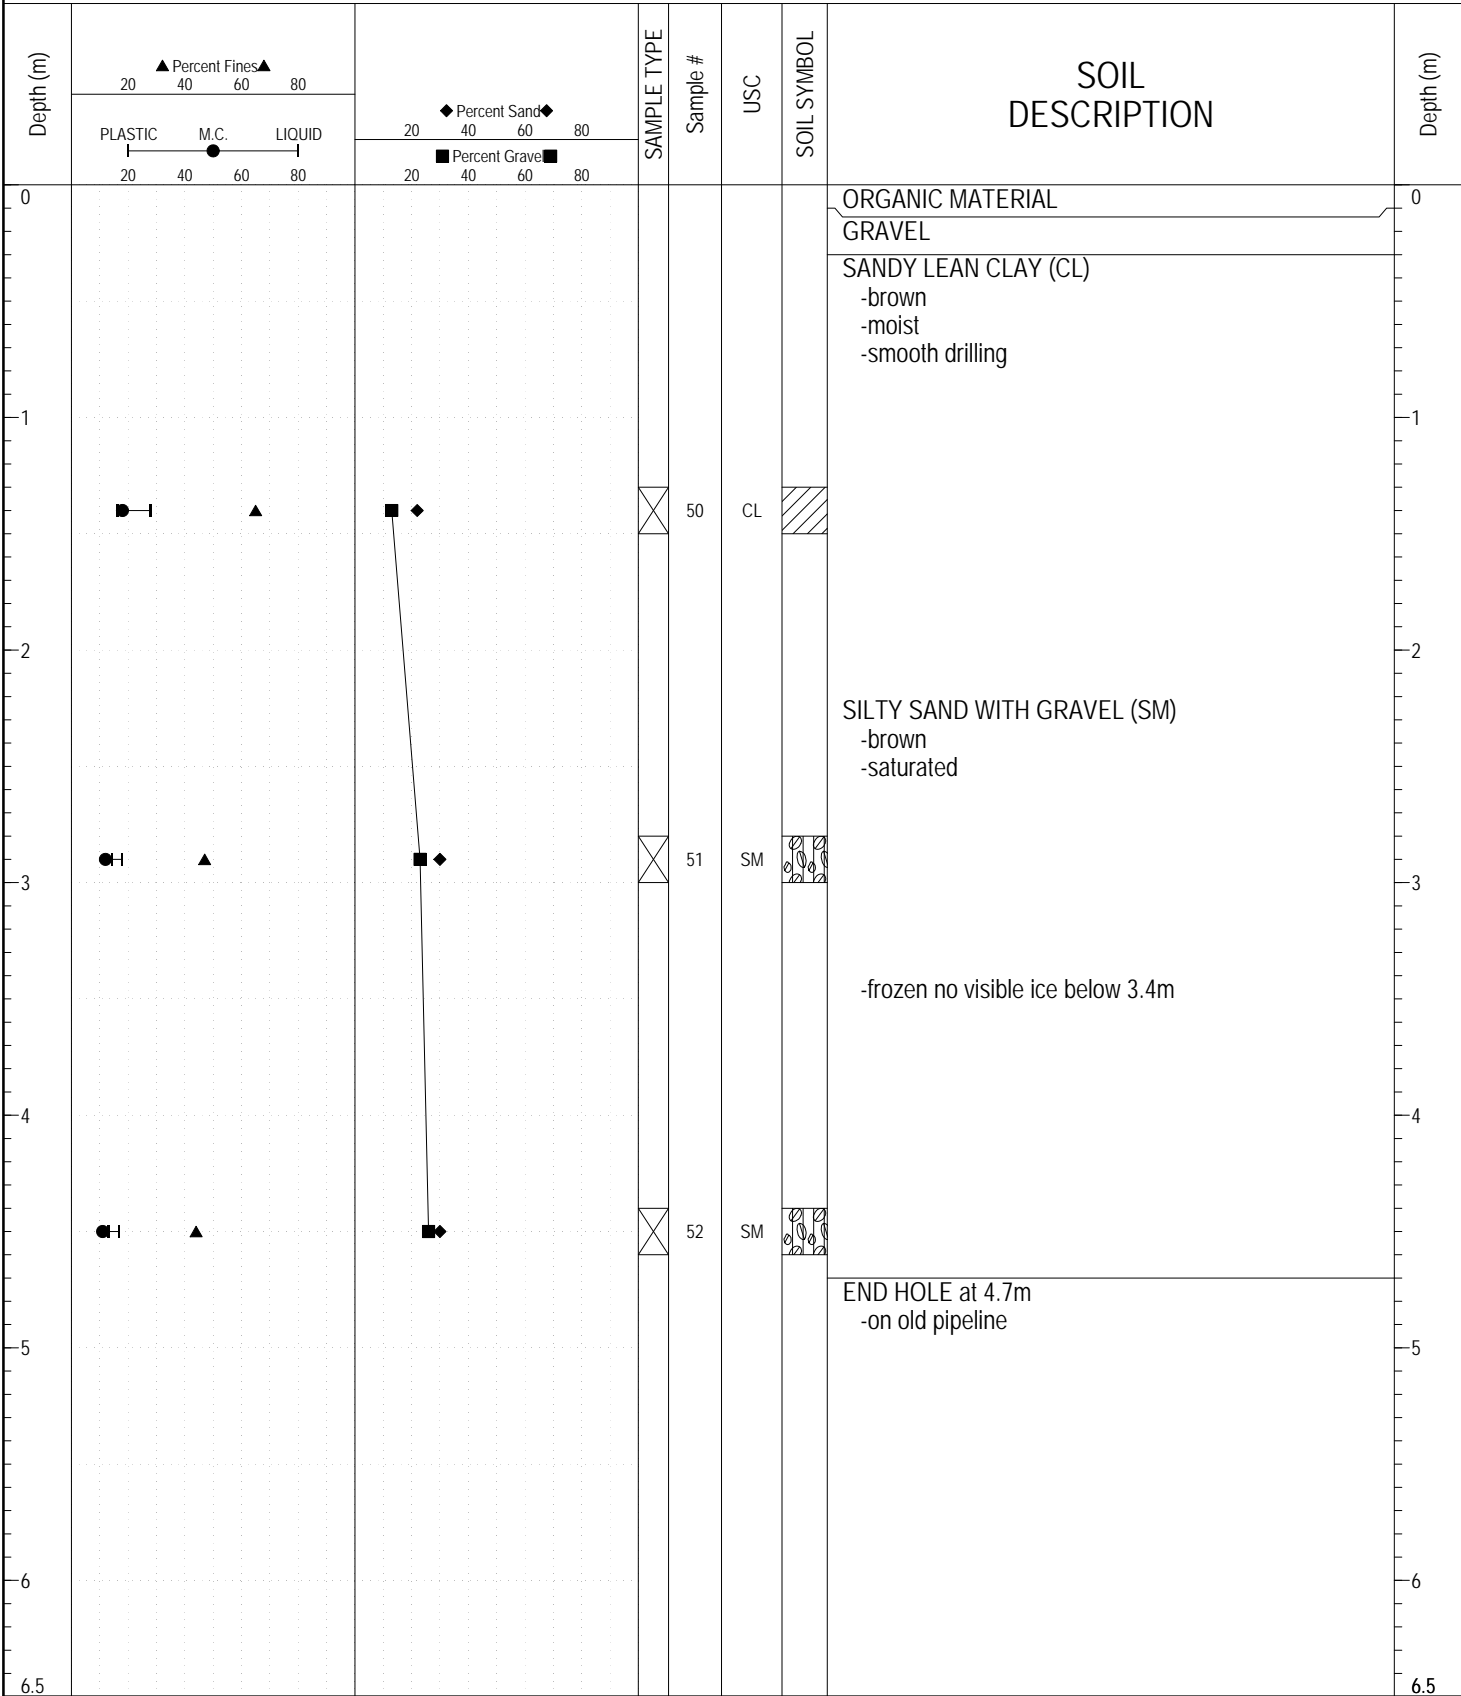 Depth (m)
▲ Percent Fines ▲
20 40 60 80
PLASTIC M.C. LIQUID
20 40 60 80
◆ Percent Sand ◆
20 40 60 80
■ Percent Gravel ■
20 40 60 80
SAMPLE TYPE
Sample #
USC
SOIL SYMBOL
SOIL
DESCRIPTION
Depth (m)
0 0
ORGANIC MATERIAL
GRAVEL
SANDY LEAN CLAY (CL)
-brown
-moist
-smooth drilling
1 1
50 CL
2 2
SILTY SAND WITH GRAVEL (SM)
-brown
-saturated
51 SM
3 3
-frozen no visible ice below 3.4m
4 4
52 SM
END HOLE at 4.7m
-on old pipeline
5 5
6 6
6.5 6.5